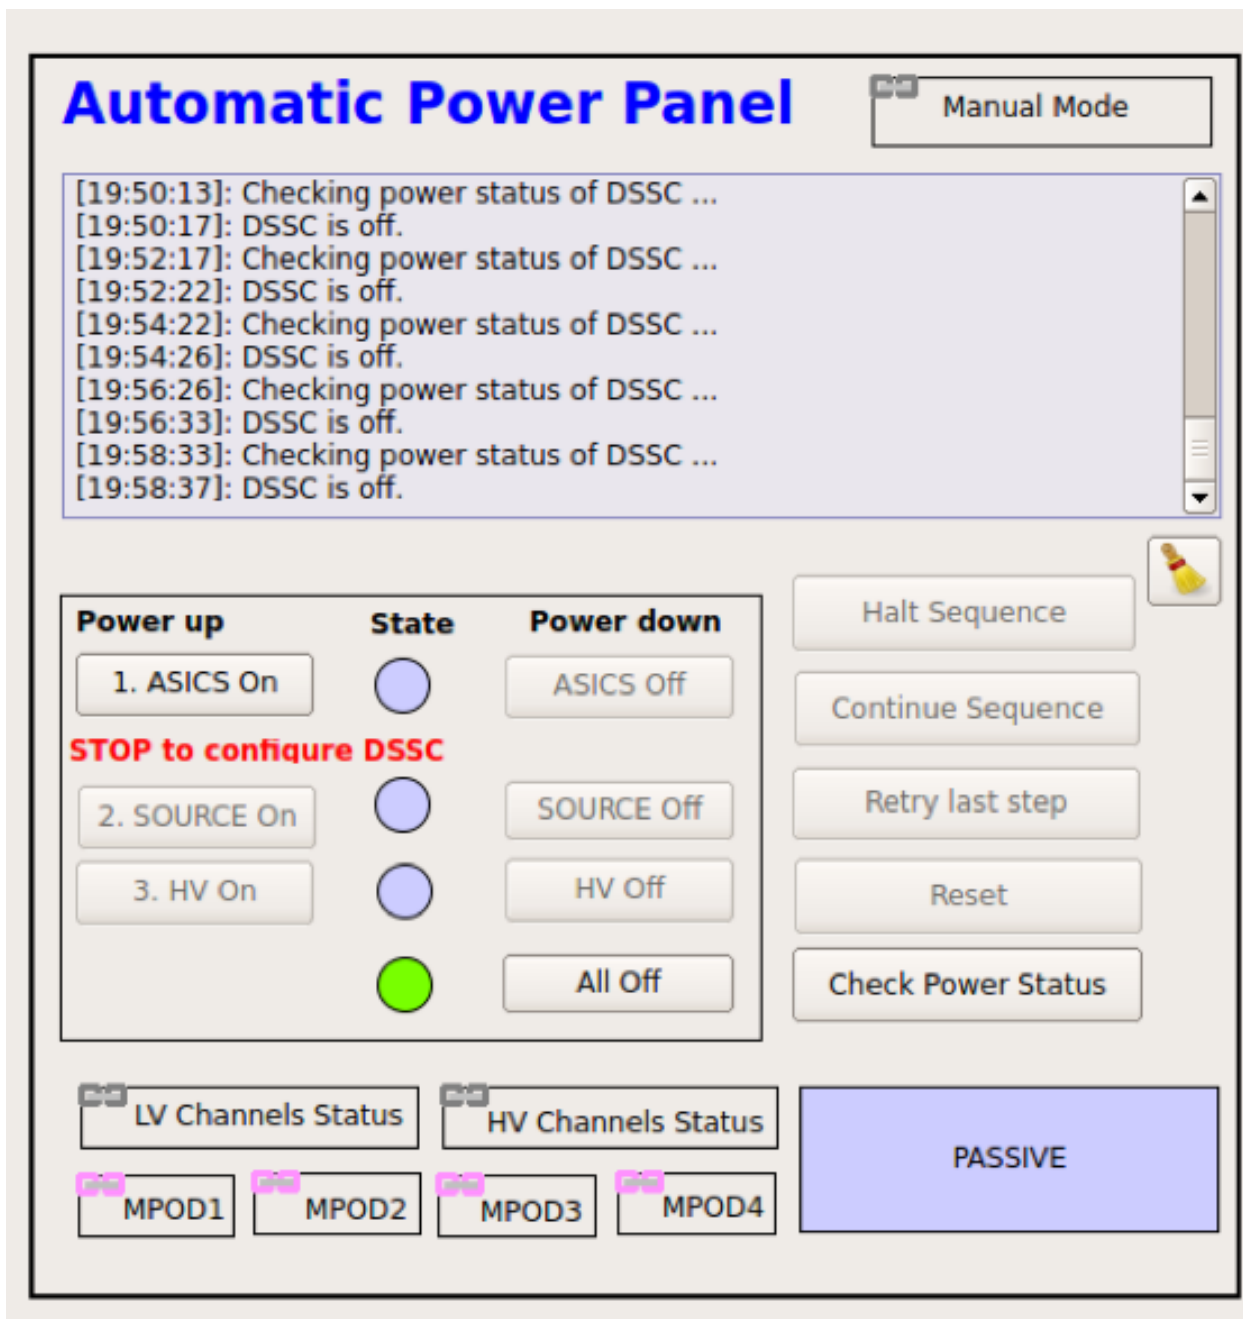 Automatic Power Panel
Manual Mode
[19:50:13]: Checking power status of DSSC ...
[19:50:17]: DSSC is off.
[19:52:17]: Checking power status of DSSC ...
[19:52:22]: DSSC is off.
[19:54:22]: Checking power status of DSSC ...
[19:54:26]: DSSC is off.
[19:56:26]: Checking power status of DSSC ...
[19:56:33]: DSSC is off.
[19:58:33]: Checking power status of DSSC ...
[19:58:37]: DSSC is off.
Power up State Power down
1. ASICS On ASICS Off
STOP to configure DSSC
2. SOURCE On SOURCE Off
3. HV On HV Off
All Off
Halt Sequence
Continue Sequence
Retry last step
Reset
Check Power Status
LV Channels Status HV Channels Status
MPOD1 MPOD2 MPOD3 MPOD4
PASSIVE